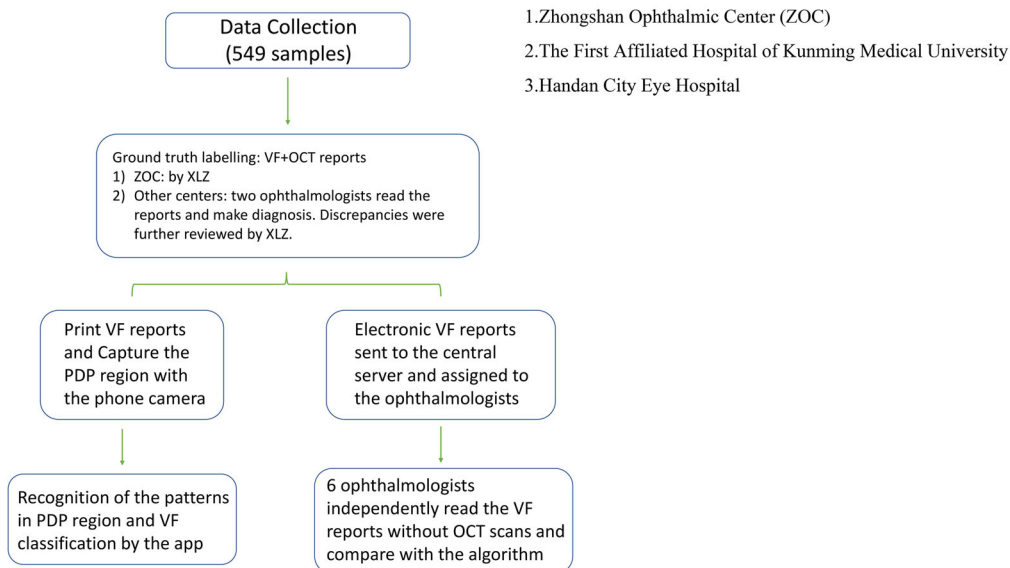 Data Collection
(549 samples)
1.Zhongshan Ophthalmic Center (ZOC)
2.The First Affiliated Hospital of Kunming Medical University
3.Handan City Eye Hospital
Ground truth labelling: VF+OCT reports
1) ZOC: by XLZ
2) Other centers: two ophthalmologists read the
reports and make diagnosis. Discrepancies were
further reviewed by XLZ.
Print VF reports
and Capture the
PDP region with
the phone camera
Electronic VF reports
sent to the central
server and assigned to
the ophthalmologists
Recognition of the patterns
in PDP region and VF
classification by the app
6 ophthalmologists
independently read the VF
reports without OCT scans and
compare with the algorithm